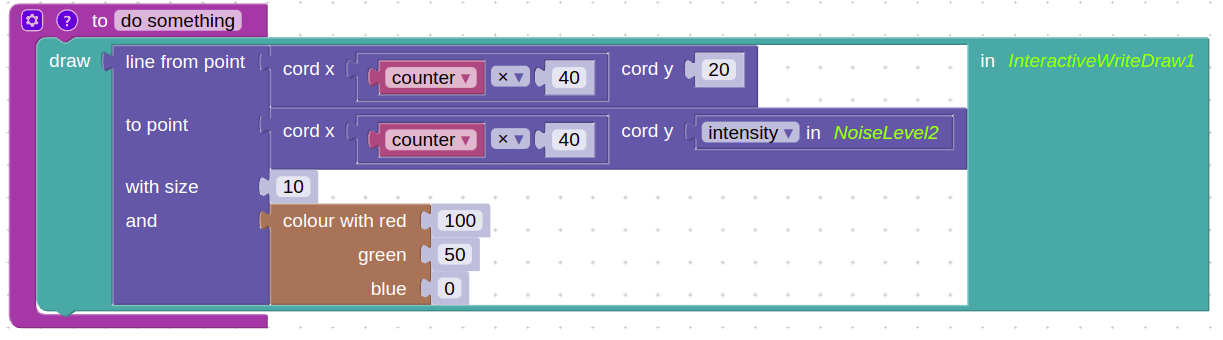 ? to do something
draw line from point cord x counter ▾ × ▾ 40 cord y 20 in InteractiveWriteDraw1
to point cord x counter ▾ × ▾ 40 cord y intensity ▾ in NoiseLevel2
with size 10
and colour with red 100
green 50
blue 0